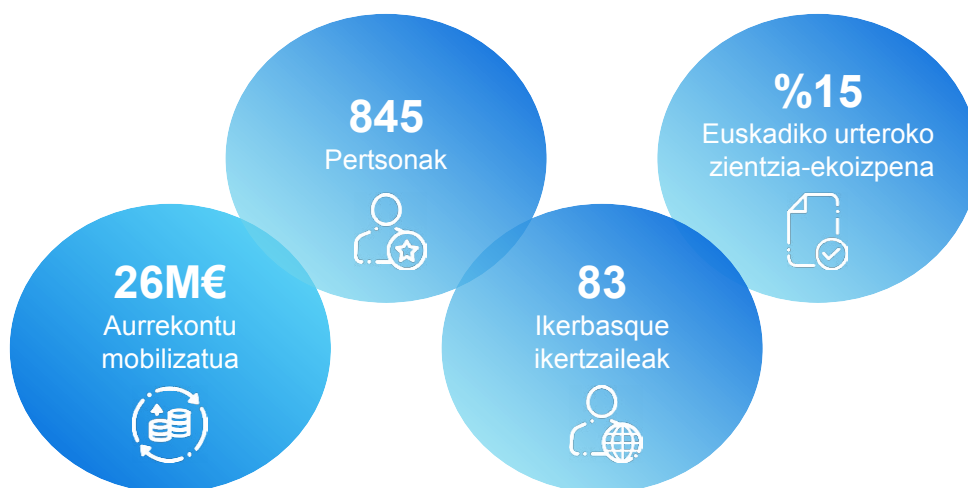 26M€
Aurrekontu
mobilizatua
845
Pertsonak
83
Ikerbasque
ikertzaileak
%15
Euskadiko urteroko
zientzia-ekoizpena